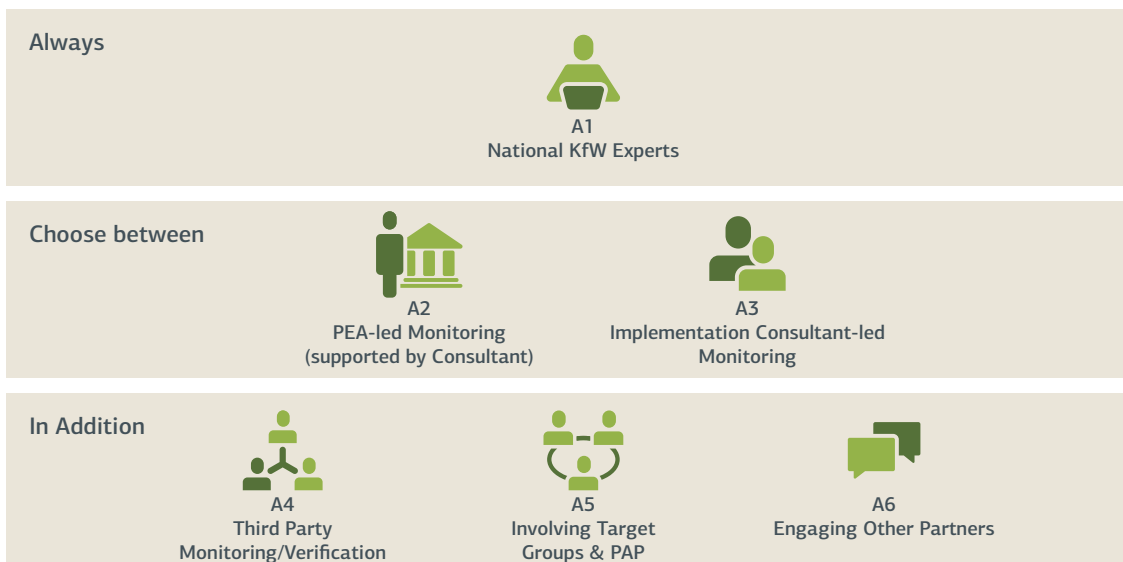 Always
A1
National KfW Experts
Choose between
A2
PEA-led Monitoring
(supported by Consultant)
A3
Implementation Consultant-led
Monitoring
In Addition
A4
Third Party
Monitoring/Verification
A5
Involving Target
Groups & PAP
A6
Engaging Other Partners